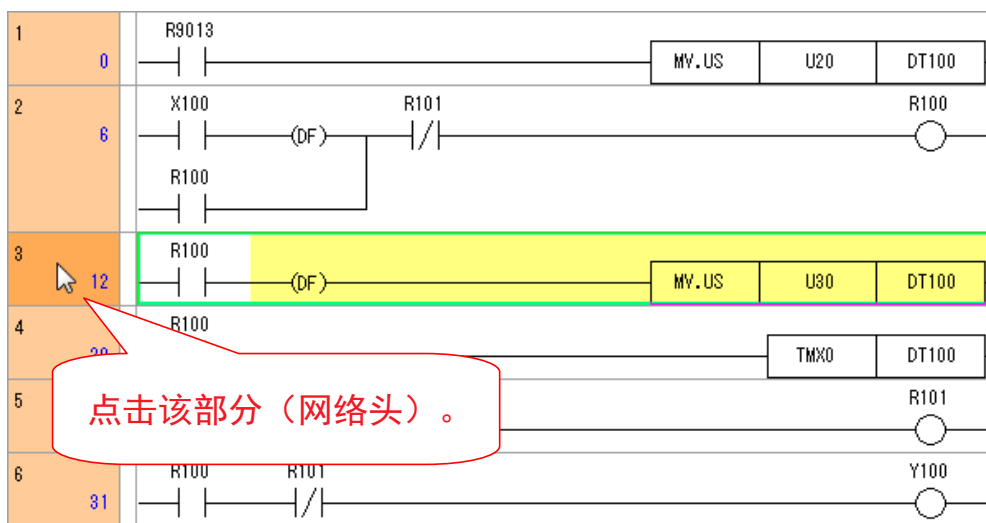 1
R9013
0
MV.US U20 DT100
2
X100 R101 R100
6
(DF)
R100
3
R100
12
(DF) MV.US U30 DT100
4
R100
TMX0 DT100
点击该部分（网络头）。
5
R101
6
R100 R101 Y100
31